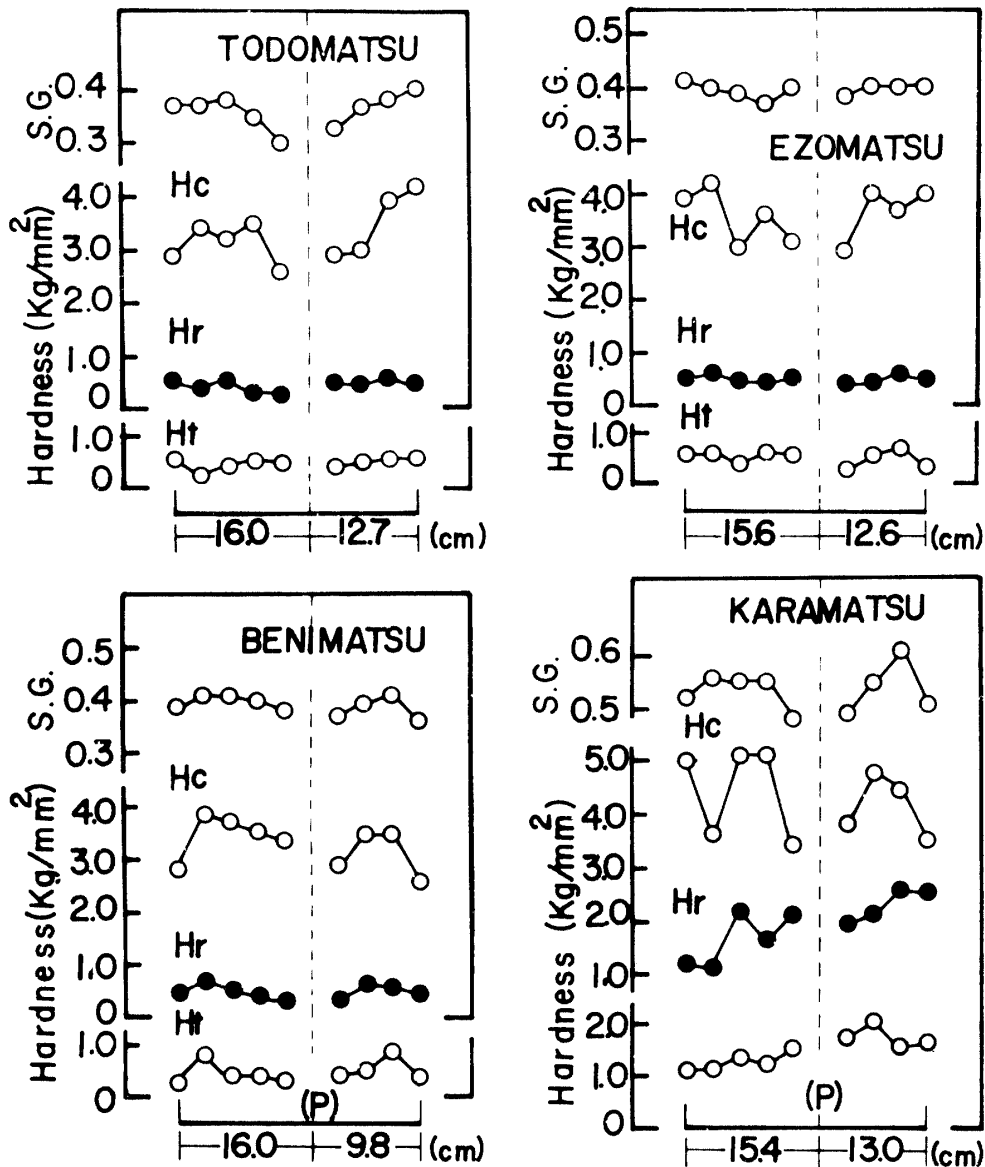 TODOMATSU
S.G.
0.4
0.3
Hc
Hardness (Kg/mm²)
4.0
3.0
2.0
Hr
1.0
0
Ht
1.0
0
16.0 12.7 (cm)
EZOMATSU
S.G.
0.5
0.4
0.3
Hc
Hardness (Kg/mm²)
4.0
3.0
2.0
Hr
1.0
0
Ht
1.0
0
15.6 12.6 (cm)
BENIMATSU
S.G.
0.5
0.4
0.3
Hc
Hardness (Kg/mm²)
4.0
3.0
2.0
Hr
1.0
0
Ht
1.0
0
(P)
16.0 9.8 (cm)
KARAMATSU
S.G.
0.6
0.5
Hc
Hardness (Kg/mm²)
5.0
4.0
3.0
Hr
2.0
1.0
2.0
1.0
0
(P)
15.4 13.0 (cm)